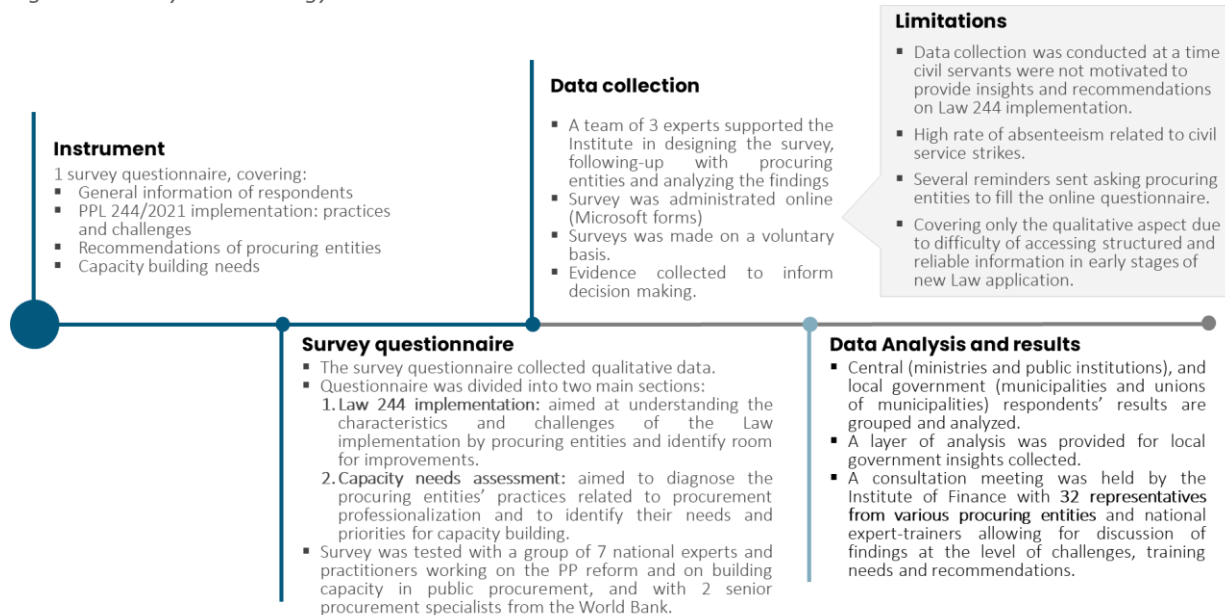 Instrument
1 survey questionnaire, covering:
▪ General information of respondents
▪ PPL 244/2021 implementation: practices
and challenges
▪ Recommendations of procuring entities
▪ Capacity building needs
Survey questionnaire
▪ The survey questionnaire collected qualitative data.
▪ Questionnaire was divided into two main sections:
1. Law 244 implementation: aimed at understanding the
characteristics and challenges of the Law
implementation by procuring entities and identify room
for improvements.
2. Capacity needs assessment: aimed to diagnose the
procuring entities’ practices related to procurement
professionalization and to identify their needs and
priorities for capacity building.
▪ Survey was tested with a group of 7 national experts and
practitioners working on the PP reform and on building
capacity in public procurement, and with 2 senior
procurement specialists from the World Bank.
Data collection
▪ A team of 3 experts supported the
Institute in designing the survey,
following-up with procuring
entities and analyzing the findings
▪ Survey was administrated online
(Microsoft forms)
▪ Surveys was made on a voluntary
basis.
▪ Evidence collected to inform
decision making.
Limitations
▪ Data collection was conducted at a time
civil servants were not motivated to
provide insights and recommendations
on Law 244 implementation.
▪ High rate of absenteeism related to civil
service strikes.
▪ Several reminders sent asking procuring
entities to fill the online questionnaire.
▪ Covering only the qualitative aspect due
to difficulty of accessing structured and
reliable information in early stages of
new Law application.
Data Analysis and results
▪ Central (ministries and public institutions), and
local government (municipalities and unions
of municipalities) respondents’ results are
grouped and analyzed.
▪ A layer of analysis was provided for local
government insights collected.
▪ A consultation meeting was held by the
Institute of Finance with 32 representatives
from various procuring entities and national
expert-trainers allowing for discussion of
findings at the level of challenges, training
needs and recommendations.